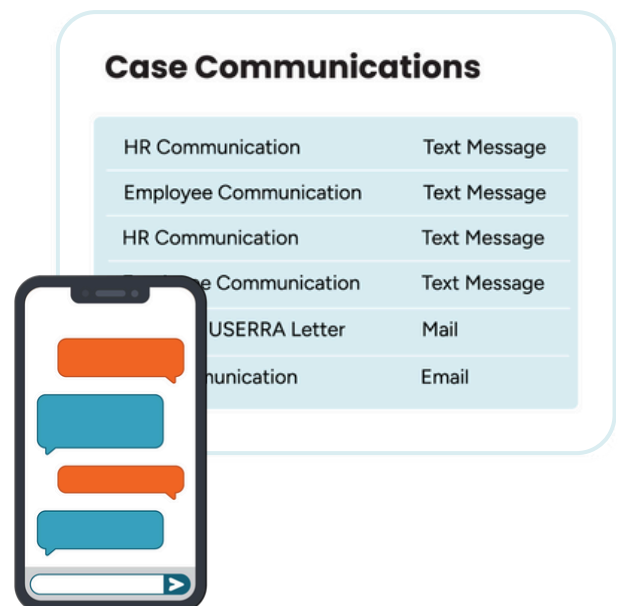 Case Communications
HR Communication Text Message
Employee Communication Text Message
HR Communication Text Message
Communication Text Message
USERRA Letter Mail
Email